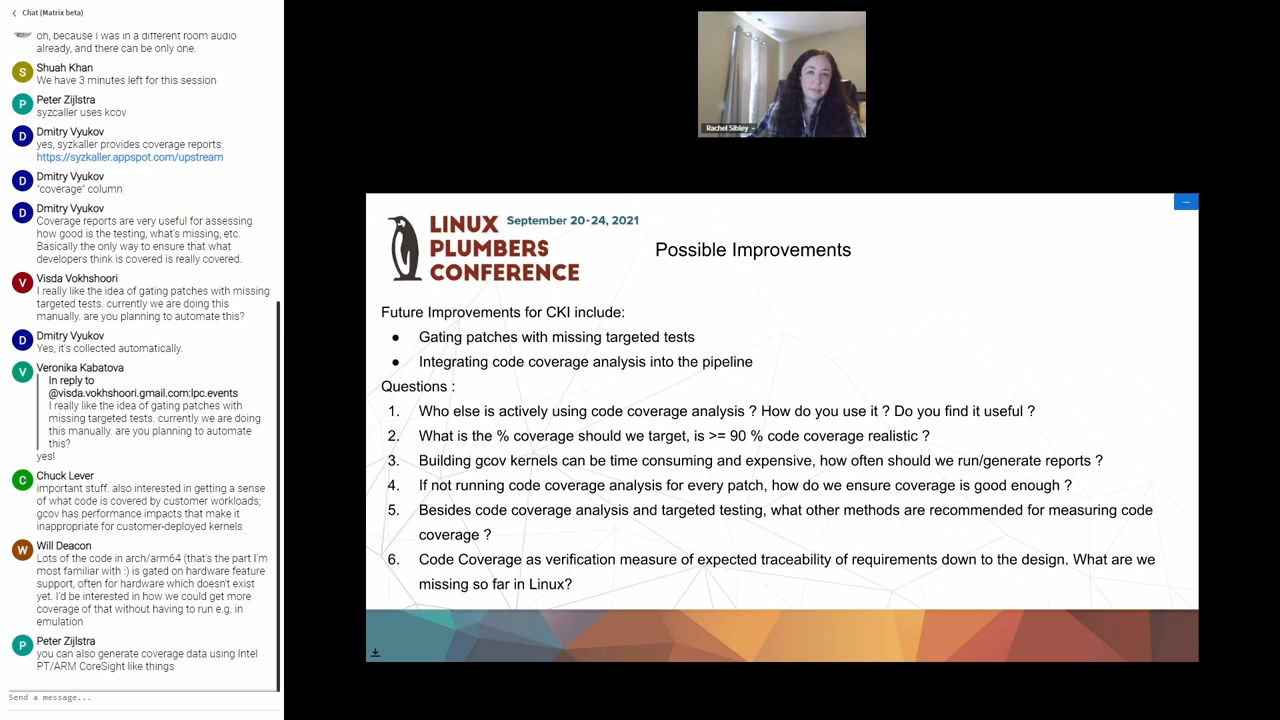 Chat (Matrix beta)
oh, because I was in a different room audio
already, and there can be only one.
S
Shuah Khan
We have 3 minutes left for this session
P
Peter Zijlstra
syzcaller uses kcov
D
Dmitry Vyukov
yes, syzkaller provides coverage reports:
https://syzkaller.appspot.com/upstream
D
Dmitry Vyukov
"coverage" column
D
Dmitry Vyukov
Coverage reports are very useful for assessing
how good is the testing, what's missing, etc.
Basically the only way to ensure that what
developers think is covered is really covered.
V
Visda Vokhshoori
I really like the idea of gating patches with missing
targeted tests. currently we are doing this
manually. are you planning to automate this?
D
Dmitry Vyukov
Yes, it's collected automatically.
V
Veronika Kabatova
In reply to
@visda.vokhshoori.gmail.com:lpc.events
I really like the idea of gating patches with
missing targeted tests. currently we are doing
this manually. are you planning to automate
this?
yes!
C
Chuck Lever
important stuff. also interested in getting a sense
of what code is covered by customer workloads;
gcov has performance impacts that make it
inappropriate for customer-deployed kernels
W
Will Deacon
Lots of the code in arch/arm64 (that's the part I'm
most familiar with :) is gated on hardware feature
support, often for hardware which doesn't exist
yet. I'd be interested in how we could get more
coverage of that without having to run e.g. in
emulation
P
Peter Zijlstra
you can also generate coverage data using Intel
PT/ARM CoreSight like things
Send a message...
Rachel Sibley
LINUX
September 20-24, 2021
PLUMBERS
CONFERENCE
Possible Improvements
Future Improvements for CKI include:
● Gating patches with missing targeted tests
● Integrating code coverage analysis into the pipeline
Questions :
1. Who else is actively using code coverage analysis ? How do you use it ? Do you find it useful ?
2. What is the % coverage should we target, is >= 90 % code coverage realistic ?
3. Building gcov kernels can be time consuming and expensive, how often should we run/generate reports ?
4. If not running code coverage analysis for every patch, how do we ensure coverage is good enough ?
5. Besides code coverage analysis and targeted testing, what other methods are recommended for measuring code
coverage ?
6. Code Coverage as verification measure of expected traceability of requirements down to the design. What are we
missing so far in Linux?